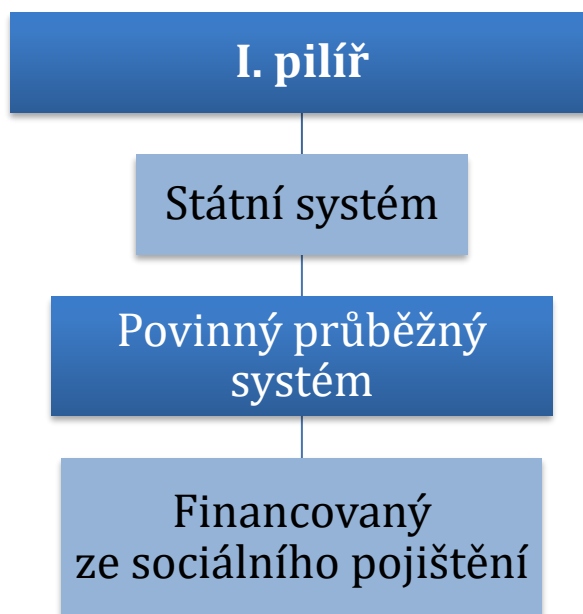 I. pilíř
Státní systém
Povinný průběžný
systém
Financovaný
ze sociálního pojištění